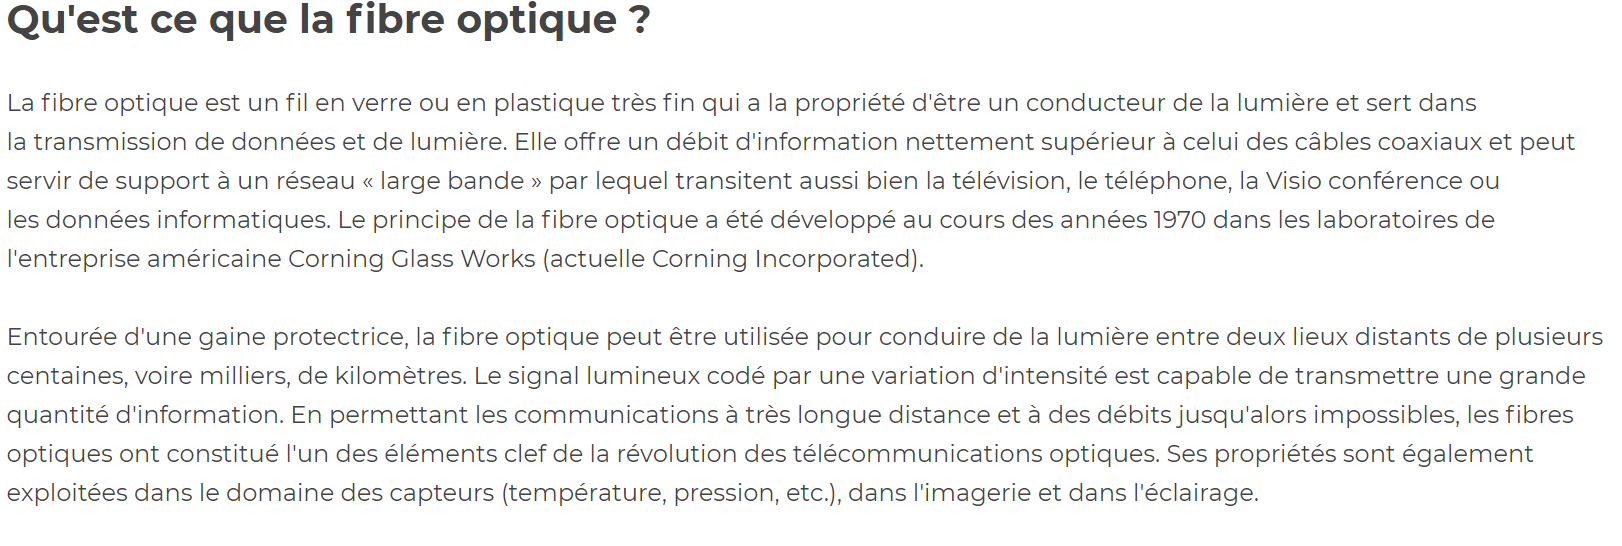 Qu'est ce que la fibre optique ?
La fibre optique est un fil en verre ou en plastique très fin qui a la propriété d'être un conducteur de la lumière et sert dans
la transmission de données et de lumière. Elle offre un débit d'information nettement supérieur à celui des câbles coaxiaux et peut
servir de support à un réseau « large bande » par lequel transitent aussi bien la télévision, le téléphone, la Visio conférence ou
les données informatiques. Le principe de la fibre optique a été développé au cours des années 1970 dans les laboratoires de
l'entreprise américaine Corning Glass Works (actuelle Corning Incorporated).
Entourée d'une gaine protectrice, la fibre optique peut être utilisée pour conduire de la lumière entre deux lieux distants de plusieurs
centaines, voire milliers, de kilomètres. Le signal lumineux codé par une variation d'intensité est capable de transmettre une grande
quantité d'information. En permettant les communications à très longue distance et à des débits jusqu'alors impossibles, les fibres
optiques ont constitué l'un des éléments clef de la révolution des télécommunications optiques. Ses propriétés sont également
exploitées dans le domaine des capteurs (température, pression, etc.), dans l'imagerie et dans l'éclairage.